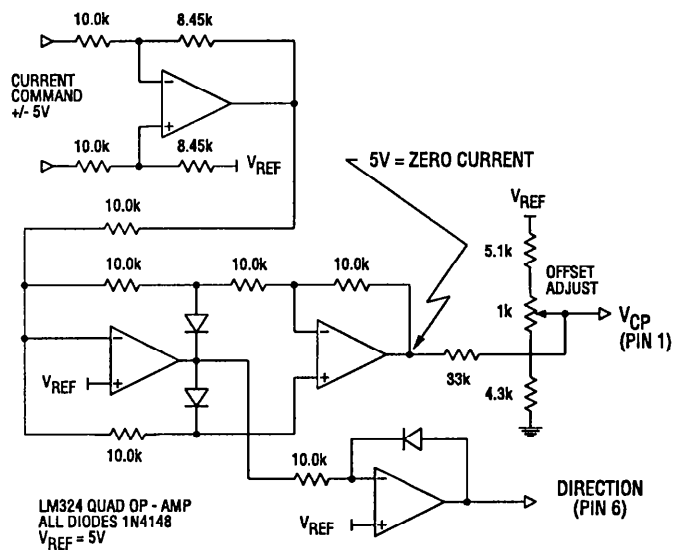 10.0k
8.45k
CURRENT
COMMAND
+/- 5V
−
+
10.0k
8.45k
VREF
5V = ZERO CURRENT
10.0k
VREF
5.1k
10.0k
10.0k
10.0k
OFFSET
ADJUST
1k
VCP
(PIN 1)
−
+
VREF
−
+
33k
4.3k
10.0k
10.0k
−
+
VREF
DIRECTION
(PIN 6)
LM324 QUAD OP - AMP
ALL DIODES 1N4148
VREF = 5V